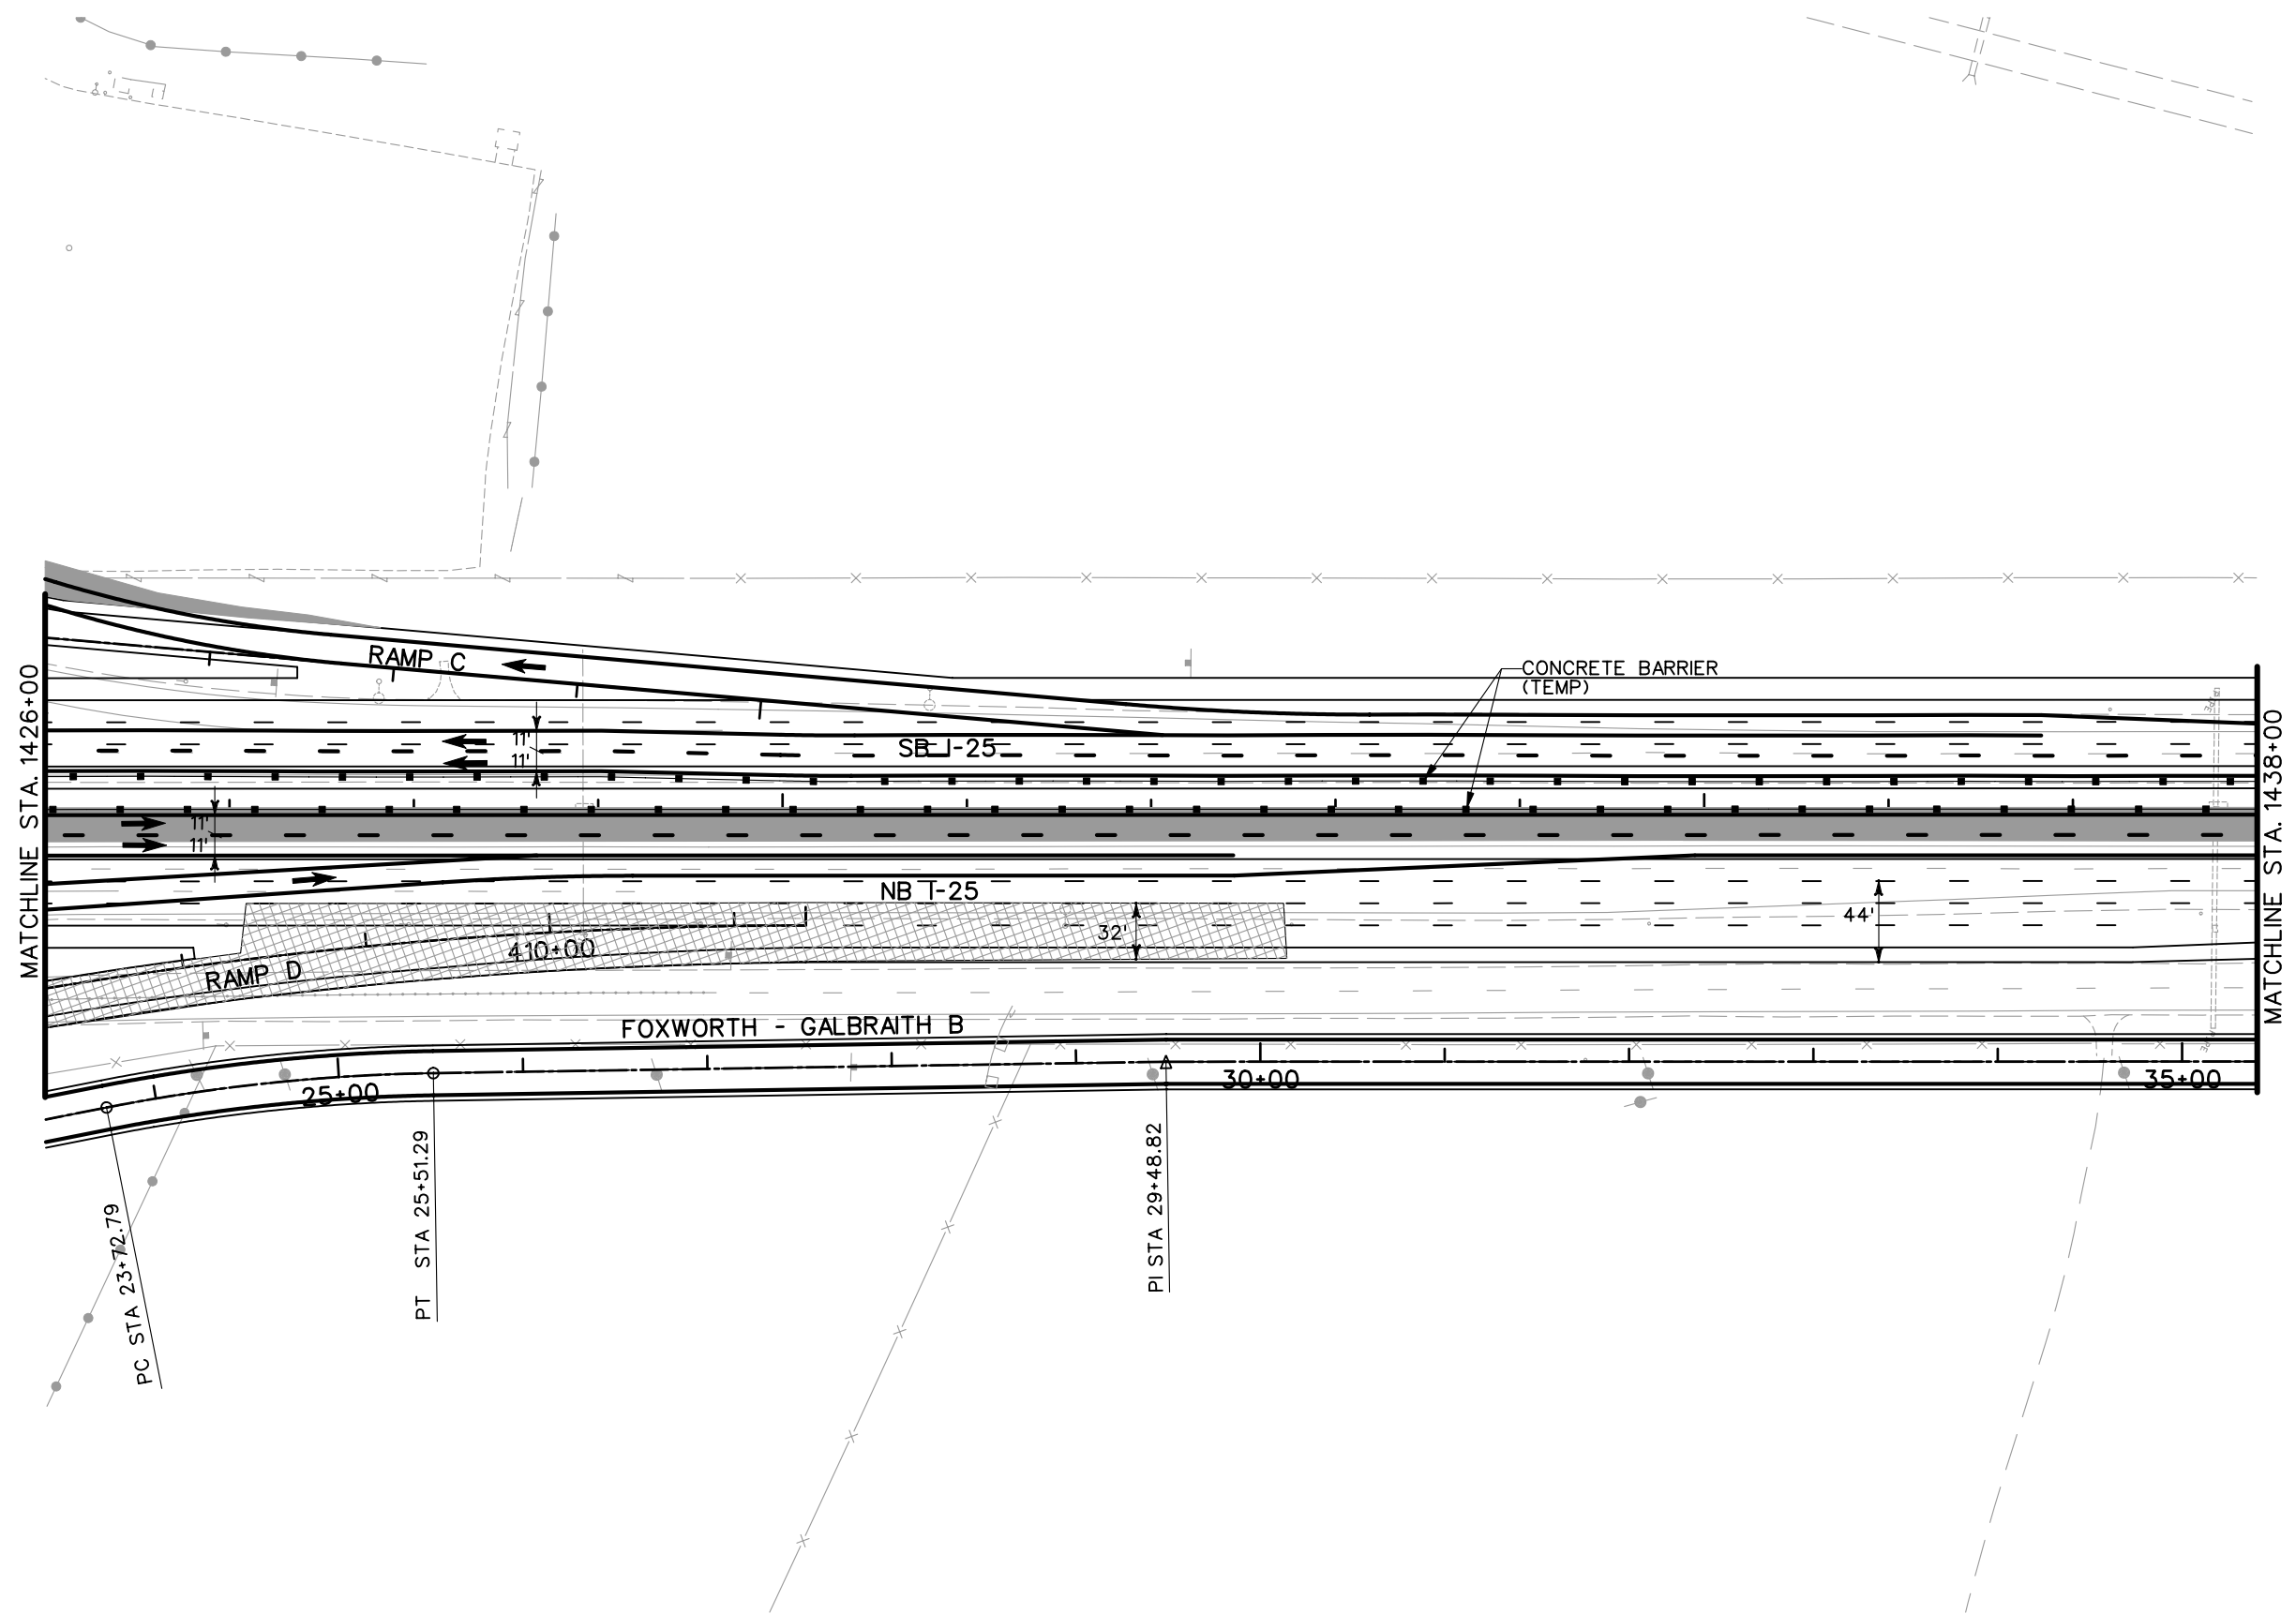 RAMP C
CONCRETE BARRIER
(TEMP)
MATCHLINE STA. 1426+00
11'
11'
SB I-25
MATCHLINE STA. 1438+00
11'
11'
NB I-25
44'
32'
410+00
RAMP D
FOXWORTH - GALBRAITH B
25+00
30+00
35+00
PC STA 23+72.79
PT STA 25+51.29
PI STA 29+48.82